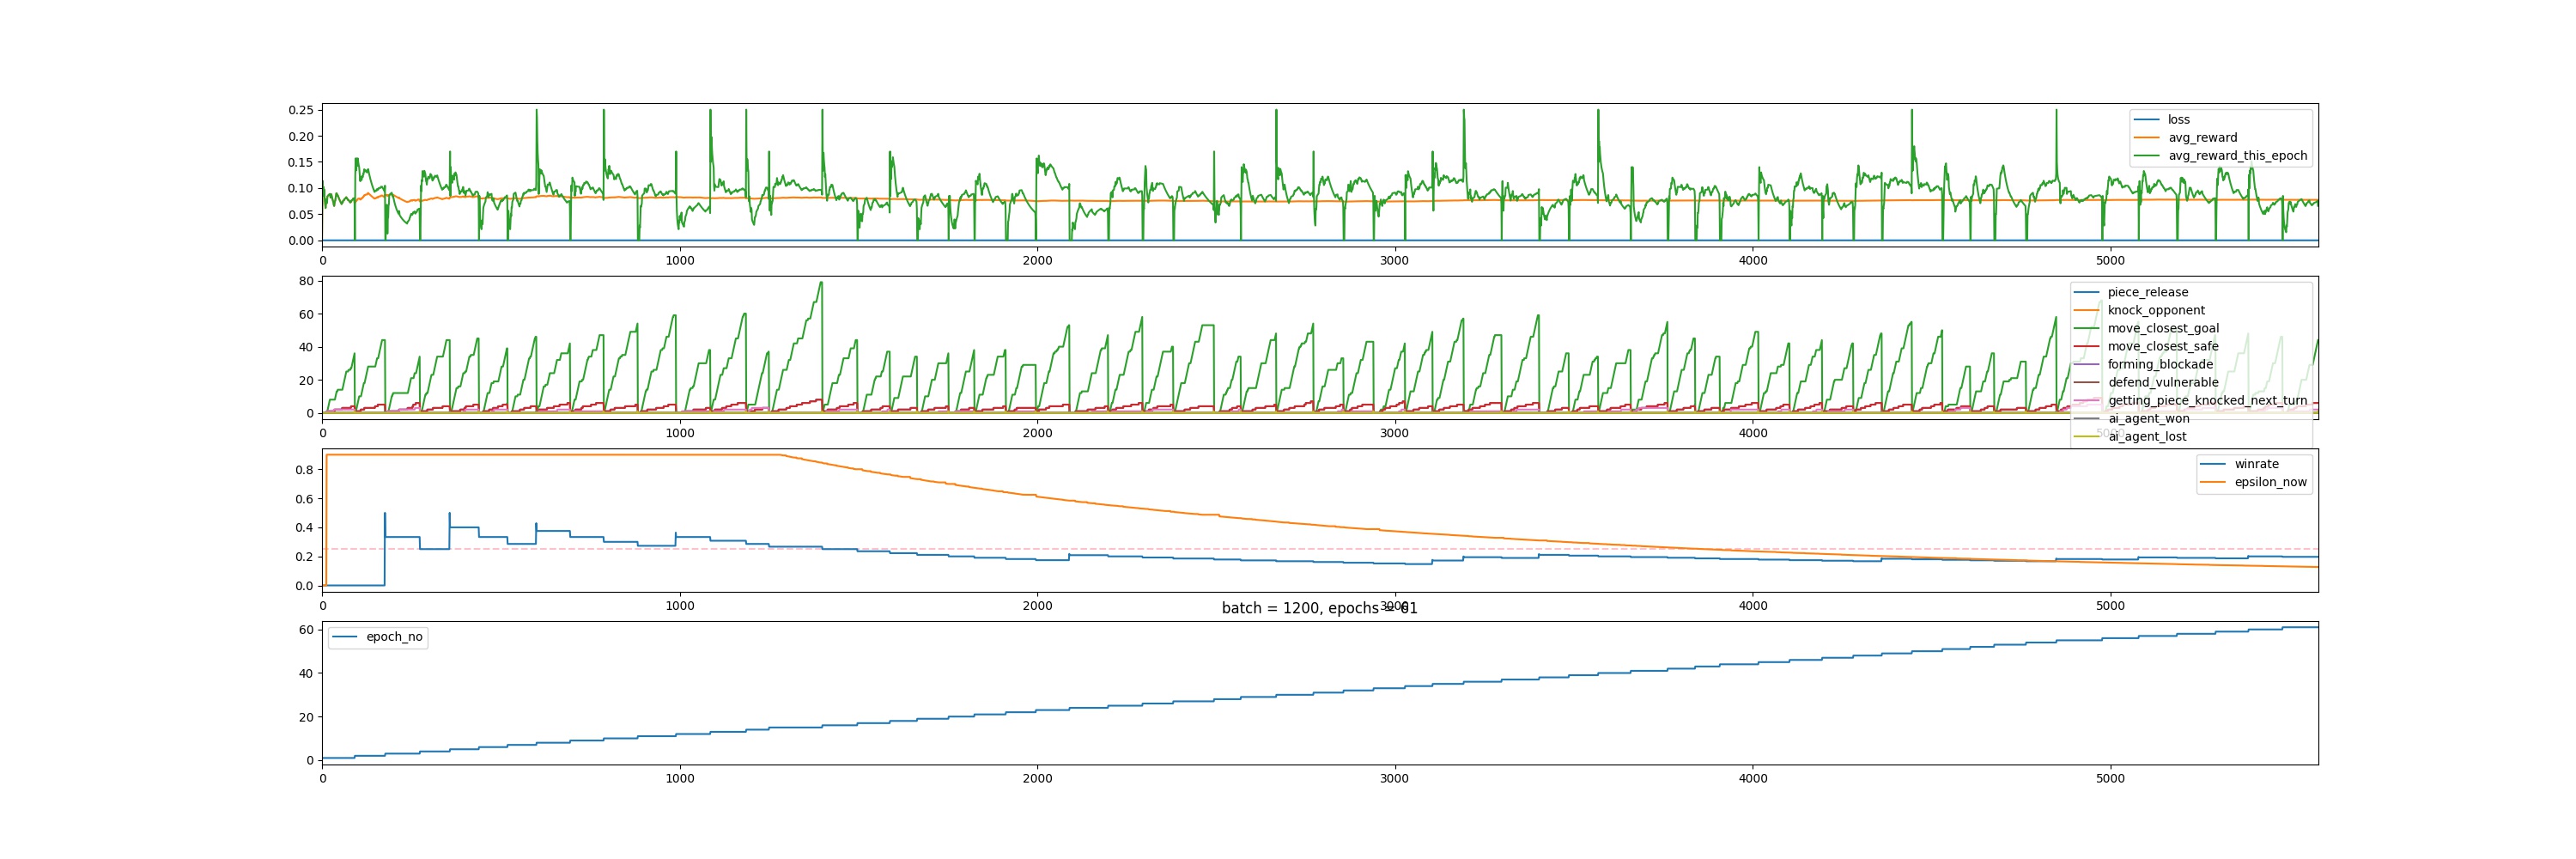 0.25
0.20
0.15
0.10
0.05
0.00
loss
avg_reward
avg_reward_this_epoch
0 1000 2000 3000 4000 5000
80
60
40
20
0
piece_release
knock_opponent
move_closest_goal
move_closest_safe
forming_blockade
defend_vulnerable
getting_piece_knocked_next_turn
ai_agent_won
ai_agent_lost
0 1000 2000 3000 4000 5000
0.8
0.6
0.4
0.2
0.0
winrate
epsilon_now
0 1000 2000 3000 4000 5000
batch = 1200, epochs = 61
60
40
20
0
epoch_no
0 1000 2000 3000 4000 5000